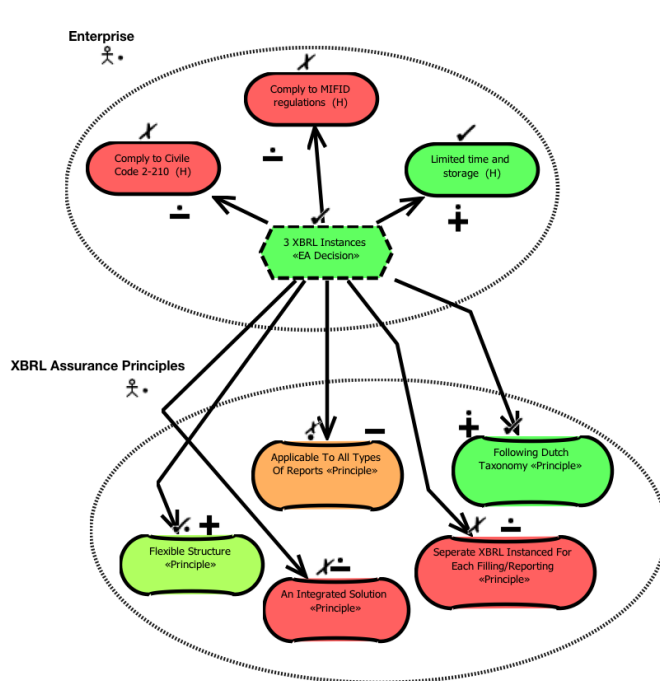 Enterprise
Comply to MIFID
regulations (H)
Comply to Civile
Code 2-210 (H)
Limited time and
storage (H)
3 XBRL Instances
«EA Decision»
XBRL Assurance Principles
Applicable To All Types
Of Reports «Principle»
Following Dutch
Taxonomy «Principle»
Flexible Structure
«Principle»
Seperate XBRL Instanced For
Each Filling/Reporting
«Principle»
An Integrated Solution
«Principle»